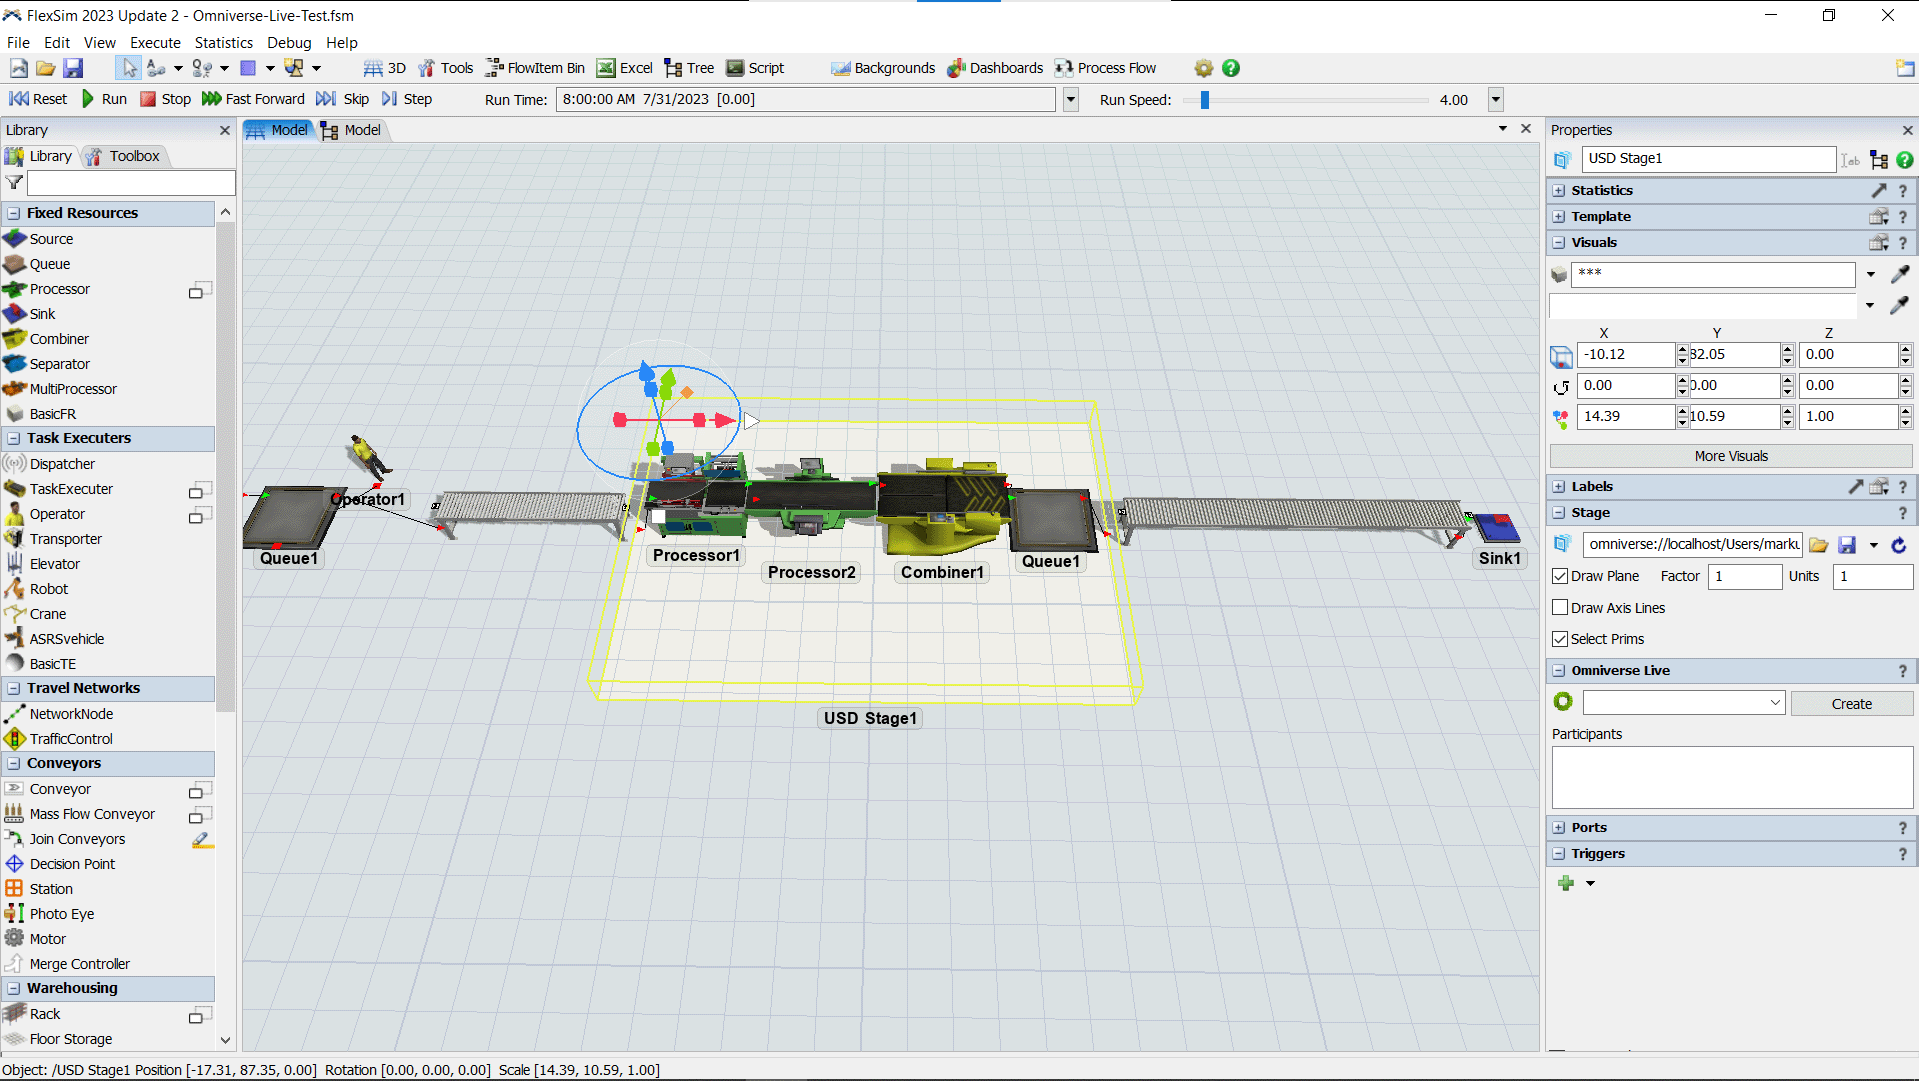 FlexSim 2023 Update 2 - Omniverse-Live-Test.fsm
File Edit View Execute Statistics Debug Help
3D Tools FlowItem Bin Excel Tree Script Backgrounds Dashboards Process Flow
Reset Run Stop Fast Forward Skip Step Run Time: 8:00:00 AM 7/31/2023 [0.00] Run Speed: 4.00
Library
Library Toolbox
Fixed Resources
Source
Queue
Processor
Sink
Combiner
Separator
MultiProcessor
BasicFR
Task Executers
Dispatcher
TaskExecuter
Operator
Transporter
Elevator
Robot
Crane
ASRSvehicle
BasicTE
Travel Networks
NetworkNode
TrafficControl
Conveyors
Conveyor
Mass Flow Conveyor
Join Conveyors
Decision Point
Station
Photo Eye
Motor
Merge Controller
Warehousing
Rack
Floor Storage
Model Model
Operator1
Queue1
Processor1
Processor2
Combiner1
Queue1
Sink1
USD Stage1
Properties
USD Stage1
Statistics ?
Template ?
Visuals ?
***
X Y Z
-10.12 82.05 0.00
0.00 0.00 0.00
14.39 10.59 1.00
More Visuals
Labels ?
Stage ?
omniverse://localhost/Users/marku
Draw Plane Factor 1 Units 1
Draw Axis Lines
Select Prims
Omniverse Live ?
Create
Participants
Ports ?
Triggers ?
Object: /USD Stage1 Position [-17.31, 87.35, 0.00] Rotation [0.00, 0.00, 0.00] Scale [14.39, 10.59, 1.00]